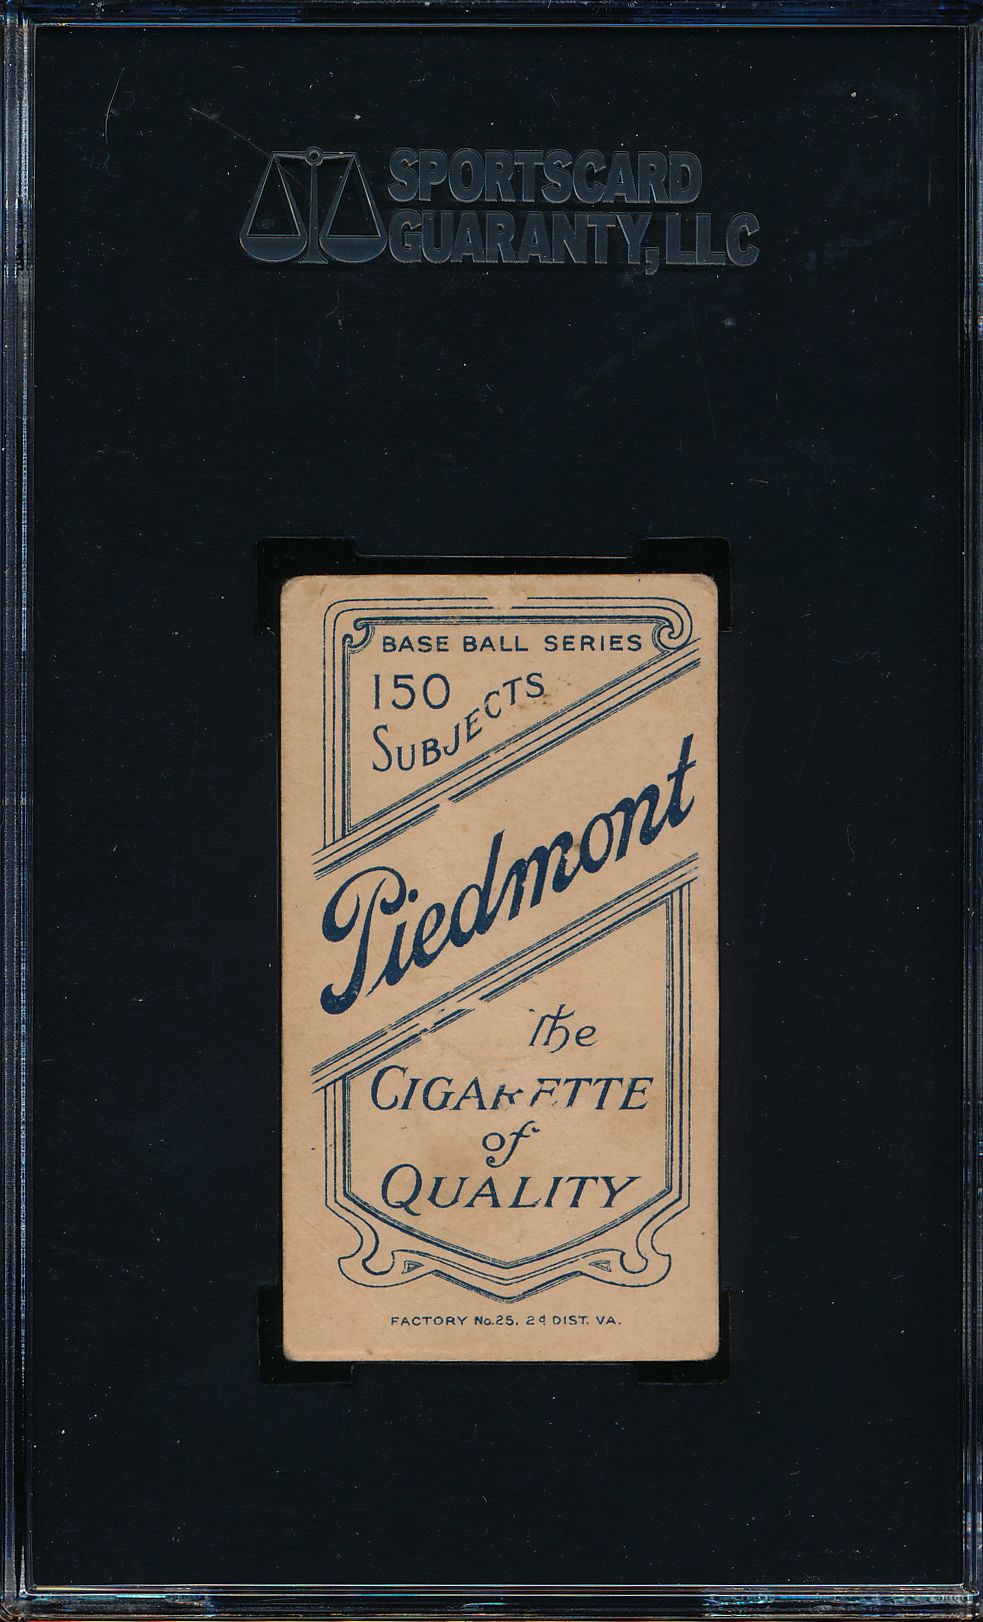 SPORTSCARD
GUARANTY, LLC
BASE BALL SERIES
150
SUBJECTS
Piedmont
The
CIGARETTE
of
QUALITY
FACTORY No.25. 2d DIST. VA.